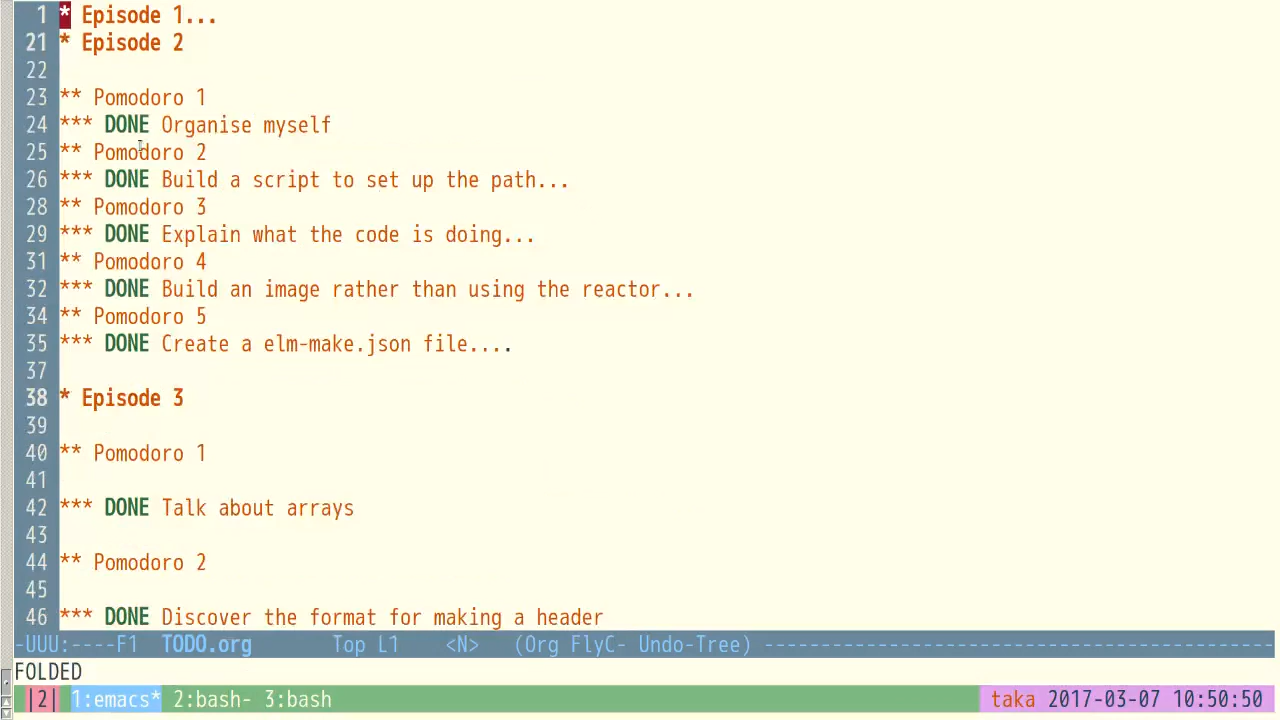 1 * Episode 1...
21 * Episode 2
22
23 ** Pomodoro 1
24 *** DONE Organise myself
25 ** Pomodoro 2
26 *** DONE Build a script to set up the path...
28 ** Pomodoro 3
29 *** DONE Explain what the code is doing...
31 ** Pomodoro 4
32 *** DONE Build an image rather than using the reactor...
34 ** Pomodoro 5
35 *** DONE Create a elm-make.json file....
37
38 * Episode 3
39
40 ** Pomodoro 1
41
42 *** DONE Talk about arrays
43
44 ** Pomodoro 2
45
46 *** DONE Discover the format for making a header
-UUU:----F1 TODO.org Top L1 <N> (Org FlyC- Undo-Tree) ---------------------------------------------
FOLDED
|2| 1:emacs* 2:bash- 3:bash taka 2017-03-07 10:50:50